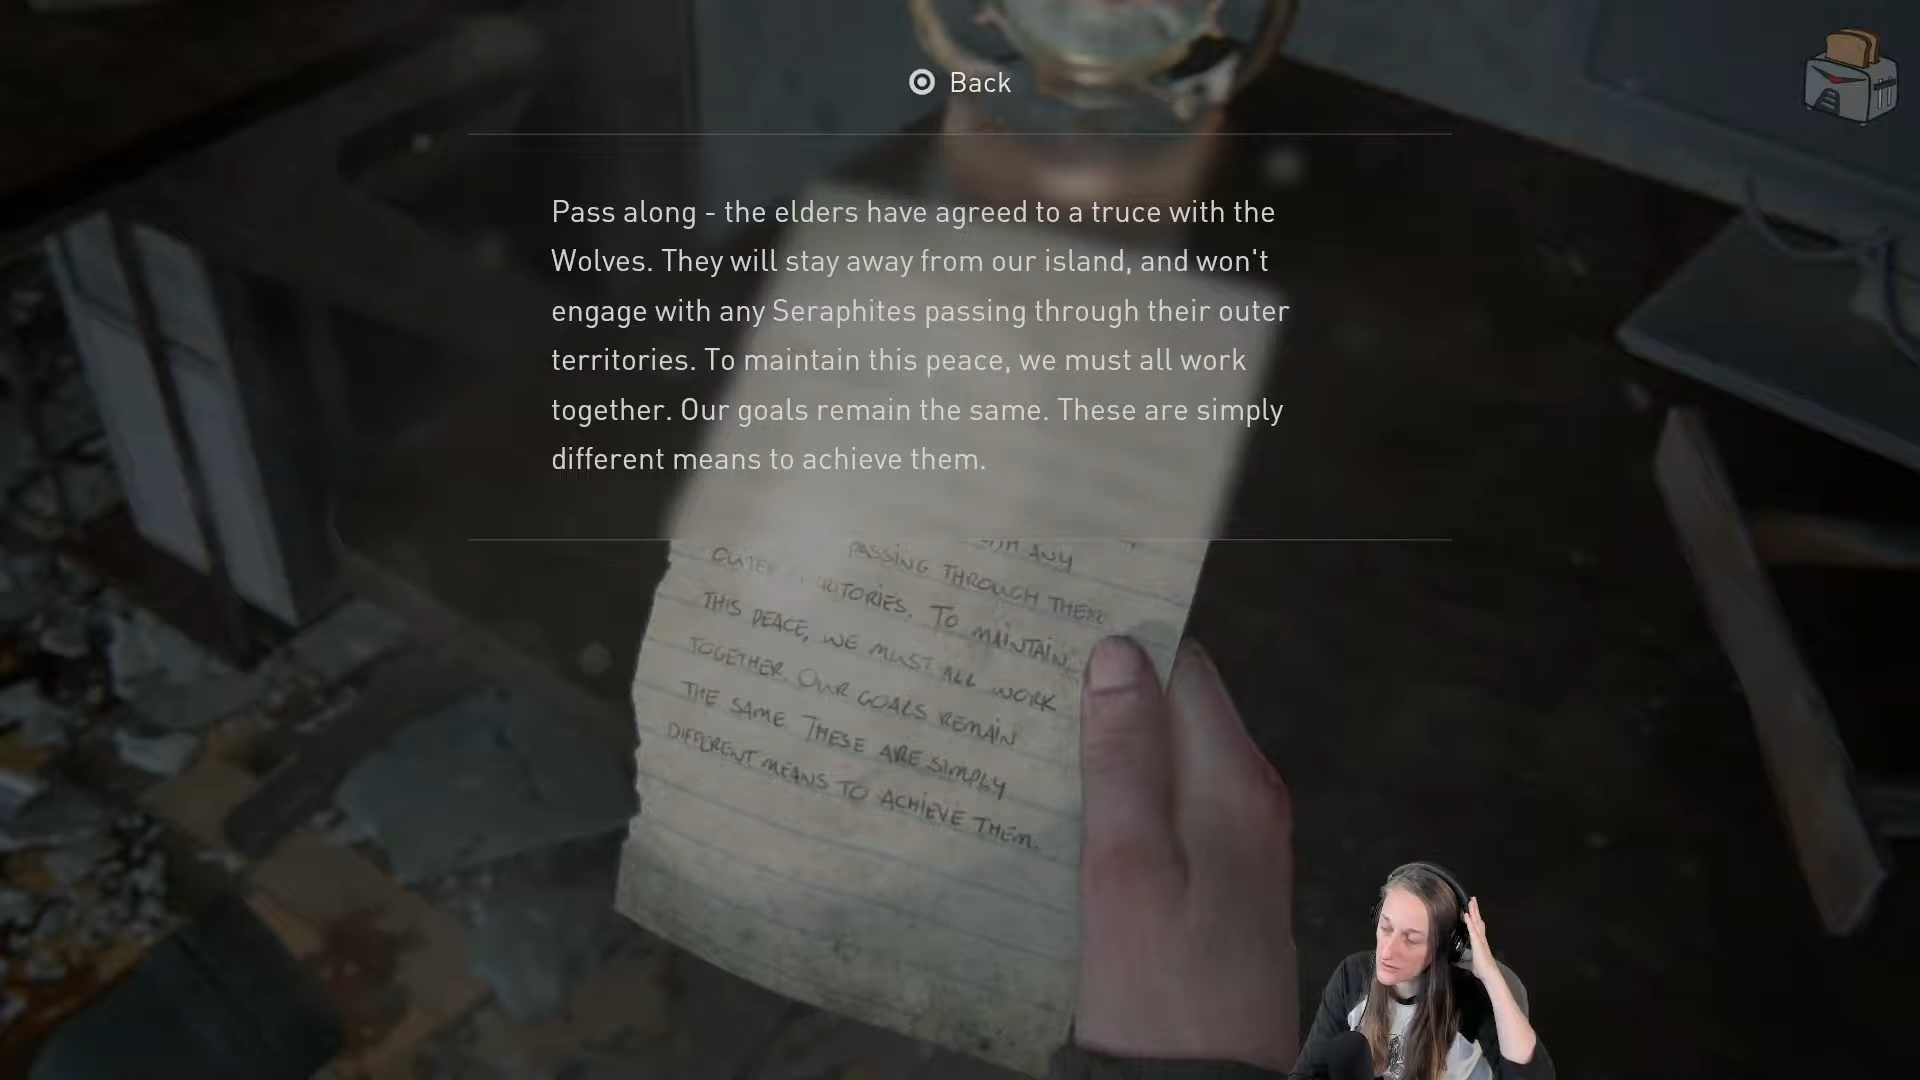 Back
Pass along - the elders have agreed to a truce with the
Wolves. They will stay away from our island, and won't
engage with any Seraphites passing through their outer
territories. To maintain this peace, we must all work
together. Our goals remain the same. These are simply
different means to achieve them.
ANY
PASSING THROUGH THEIR
TO MAINTAIN
THIS PEACE, WE MUST ALL WORK
TOGETHER. OUR GOALS REMAIN
THE SAME. THESE ARE SIMPLY
DIFFERENT MEANS TO ACHIEVE THEM.